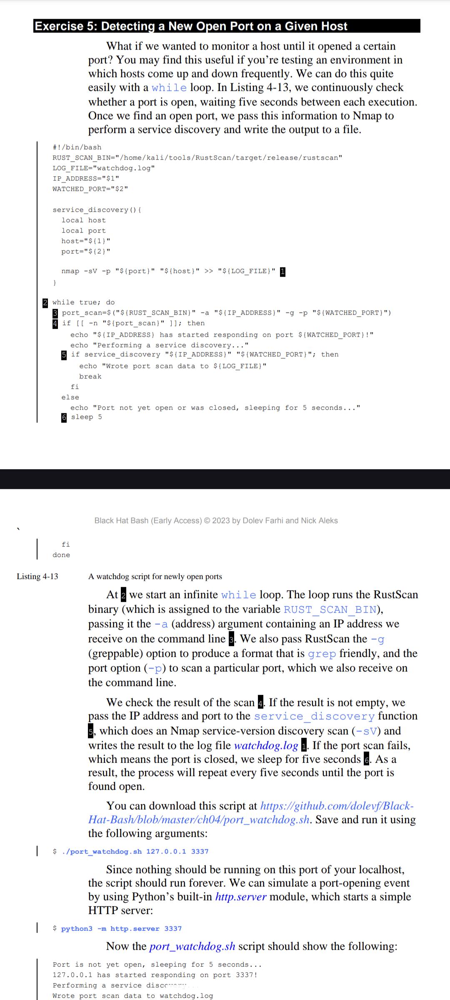 Exercise 5: Detecting a New Open Port on a Given Host
What if we wanted to monitor a host until it opened a certain
port? You may find this useful if you’re testing an environment in
which hosts come up and down frequently. We can do this quite
easily with a while loop. In Listing 4-13, we continuously check
whether a port is open, waiting five seconds between each execution.
Once we find an open port, we pass this information to Nmap to
perform a service discovery and write the output to a file.
#!/bin/bash
RUST_SCAN_BIN="/home/kali/tools/RustScan/target/release/rustscan"
LOG_FILE="watchdog.log"
IP_ADDRESS="$1"
WATCHED_PORT="$2"
service_discovery(){
local host
local port
host="${1}"
port="${2}"
nmap -sV -p "${port}" "${host}" >> "${LOG_FILE}" 1
}
2 while true; do
3 port_scan=$("${RUST_SCAN_BIN}" -a "${IP_ADDRESS}" -g -p "${WATCHED_PORT}")
4 if [[ -n "${port_scan}" ]]; then
echo "${IP_ADDRESS} has started responding on port ${WATCHED_PORT}!"
echo "Performing a service discovery..."
5 if service_discovery "${IP_ADDRESS}" "${WATCHED_PORT}"; then
echo "Wrote port scan data to ${LOG_FILE}"
break
fi
else
echo "Port not yet open or was closed, sleeping for 5 seconds..."
6 sleep 5
Black Hat Bash (Early Access) © 2023 by Dolev Farhi and Nick Aleks
`
fi
done
Listing 4-13 A watchdog script for newly open ports
At 2 we start an infinite while loop. The loop runs the RustScan
binary (which is assigned to the variable RUST_SCAN_BIN),
passing it the -a (address) argument containing an IP address we
receive on the command line 3. We also pass RustScan the -g
(greppable) option to produce a format that is grep friendly, and the
port option (-p) to scan a particular port, which we also receive on
the command line.
We check the result of the scan 4. If the result is not empty, we
pass the IP address and port to the service_discovery function
5, which does an Nmap service-version discovery scan (-sV) and
writes the result to the log file watchdog.log 1. If the port scan fails,
which means the port is closed, we sleep for five seconds 6. As a
result, the process will repeat every five seconds until the port is
found open.
You can download this script at https://github.com/dolevf/Black-
Hat-Bash/blob/master/ch04/port_watchdog.sh. Save and run it using
the following arguments:
$ ./port_watchdog.sh 127.0.0.1 3337
Since nothing should be running on this port of your localhost,
the script should run forever. We can simulate a port-opening event
by using Python’s built-in http.server module, which starts a simple
HTTP server:
$ python3 -m http.server 3337
Now the port_watchdog.sh script should show the following:
Port is not yet open, sleeping for 5 seconds...
127.0.0.1 has started responding on port 3337!
Performing a service discovery...
Wrote port scan data to watchdog.log